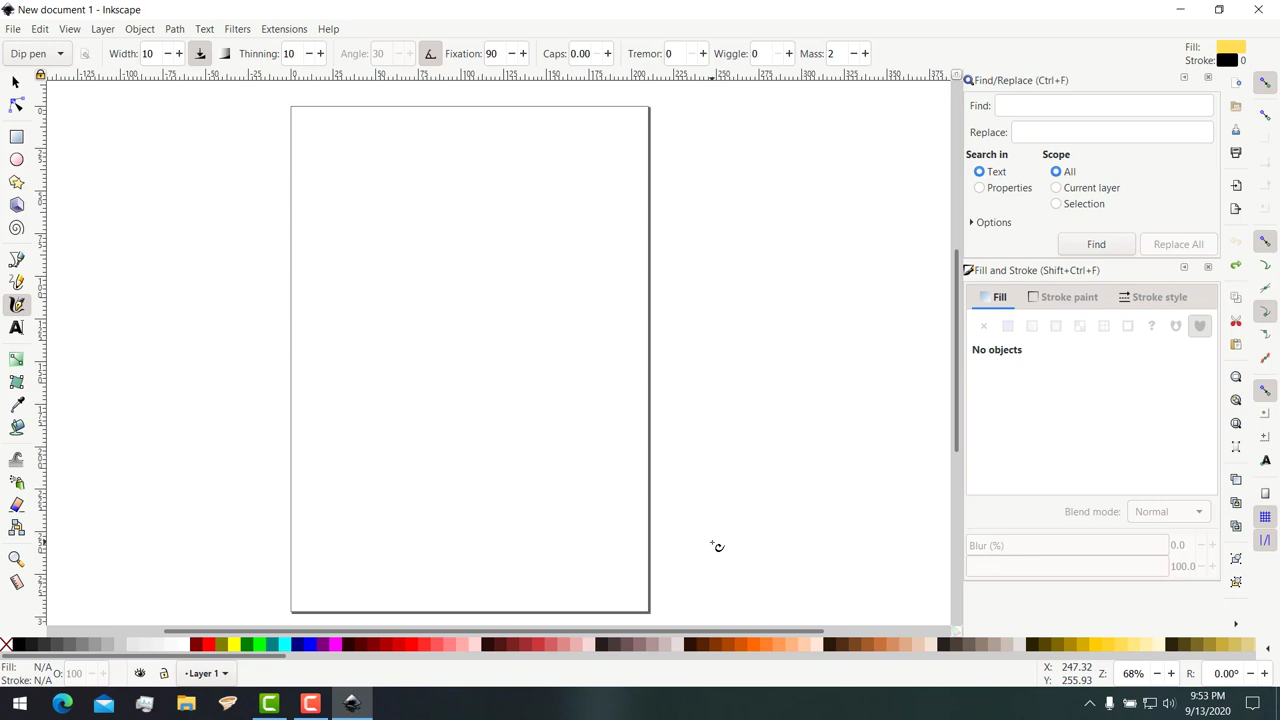 New document 1 - Inkscape
File Edit View Layer Object Path Text Filters Extensions Help
Dip pen Width: 10 Thinning: 10 Angle: 30 Fixation: 90 Caps: 0.00 Tremor: 0 Wiggle: 0 Mass: 2
Fill:
Stroke: 0
Find/Replace (Ctrl+F)
Find:
Replace:
Search in Scope
Text All
Properties Current layer
Selection
Options
Find Replace All
Fill and Stroke (Shift+Ctrl+F)
Fill Stroke paint Stroke style
No objects
Blend mode: Normal
Blur (%) 0.0
100.0
Fill: N/A
Stroke: N/A
O: 100
Layer 1
X: 247.32
Y: 255.93
Z: 68%
R: 0.00°
9:53 PM
9/13/2020